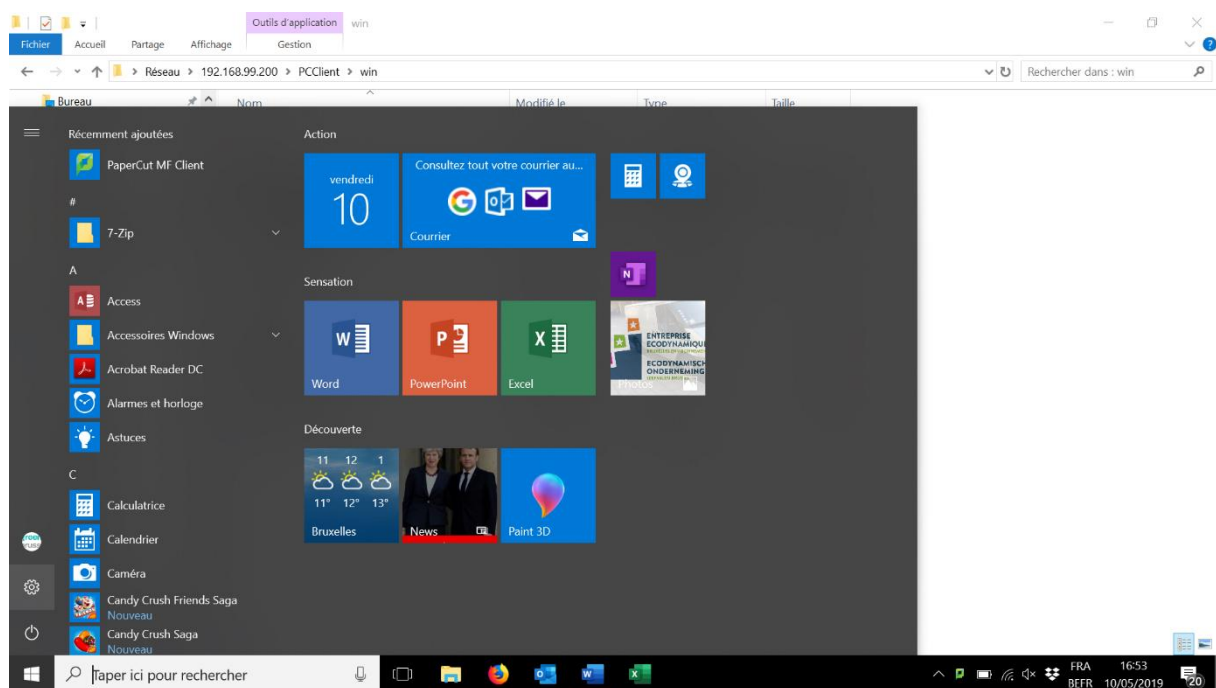 Outils d'application win
Fichier Accueil Partage Affichage Gestion
Réseau > 192.168.99.200 > PCClient > win
Rechercher dans : win
Bureau
Nom Modifié le Type Taille
Récemment ajoutées
PaperCut MF Client
#
7-Zip
A
Access
Accessoires Windows
Acrobat Reader DC
Alarmes et horloge
Astuces
C
Calculatrice
Calendrier
Caméra
Candy Crush Friends Saga
Nouveau
Candy Crush Saga
Nouveau
Action
vendredi
10
Consultez tout votre courrier au...
Courrier
Sensation
Word
PowerPoint
Excel
ENTREPRISE
ECODYNAMIQU
ECODYNAMISCH
ONDERNEMING
Photos
Découverte
11 12 1
11° 12° 13°
Bruxelles
News
Paint 3D
Taper ici pour rechercher
FRA 16:53
BEFR 10/05/2019
20